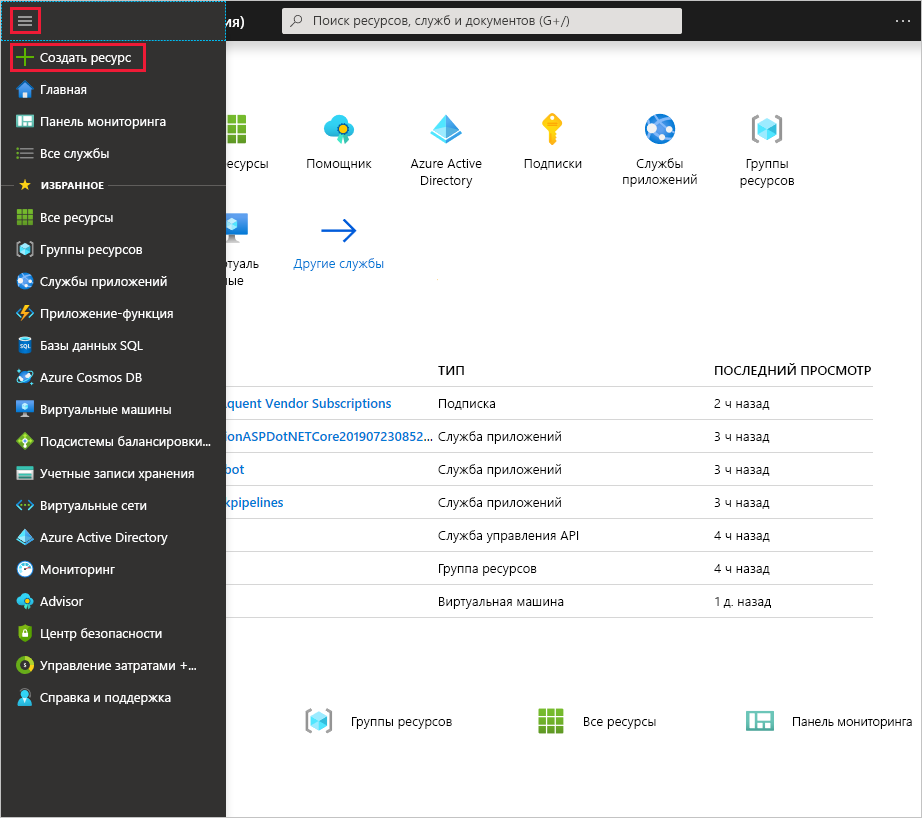 ия)
Поиск ресурсов, служб и документов (G+/)
Создать ресурс
Главная
Панель мониторинга
Все службы
ИЗБРАННОЕ
Все ресурсы
Группы ресурсов
Службы приложений
Приложение-функция
Базы данных SQL
Azure Cosmos DB
Виртуальные машины
Подсистемы балансировки...
Учетные записи хранения
Виртуальные сети
Azure Active Directory
Мониторинг
Advisor
Центр безопасности
Управление затратами +...
Справка и поддержка
есурсы
Помощник
Azure Active
Directory
Подписки
Службы
приложений
Группы
ресурсов
туаль
ые
Другие службы
ТИП
ПОСЛЕДНИЙ ПРОСМОТР
quent Vendor Subscriptions
Подписка
2 ч назад
ionASPDotNETCore201907230852...
Служба приложений
3 ч назад
bot
Служба приложений
3 ч назад
kpipelines
Служба приложений
3 ч назад
Служба управления API
4 ч назад
Группа ресурсов
4 ч назад
Виртуальная машина
1 д. назад
Группы ресурсов
Все ресурсы
Панель мониторинга